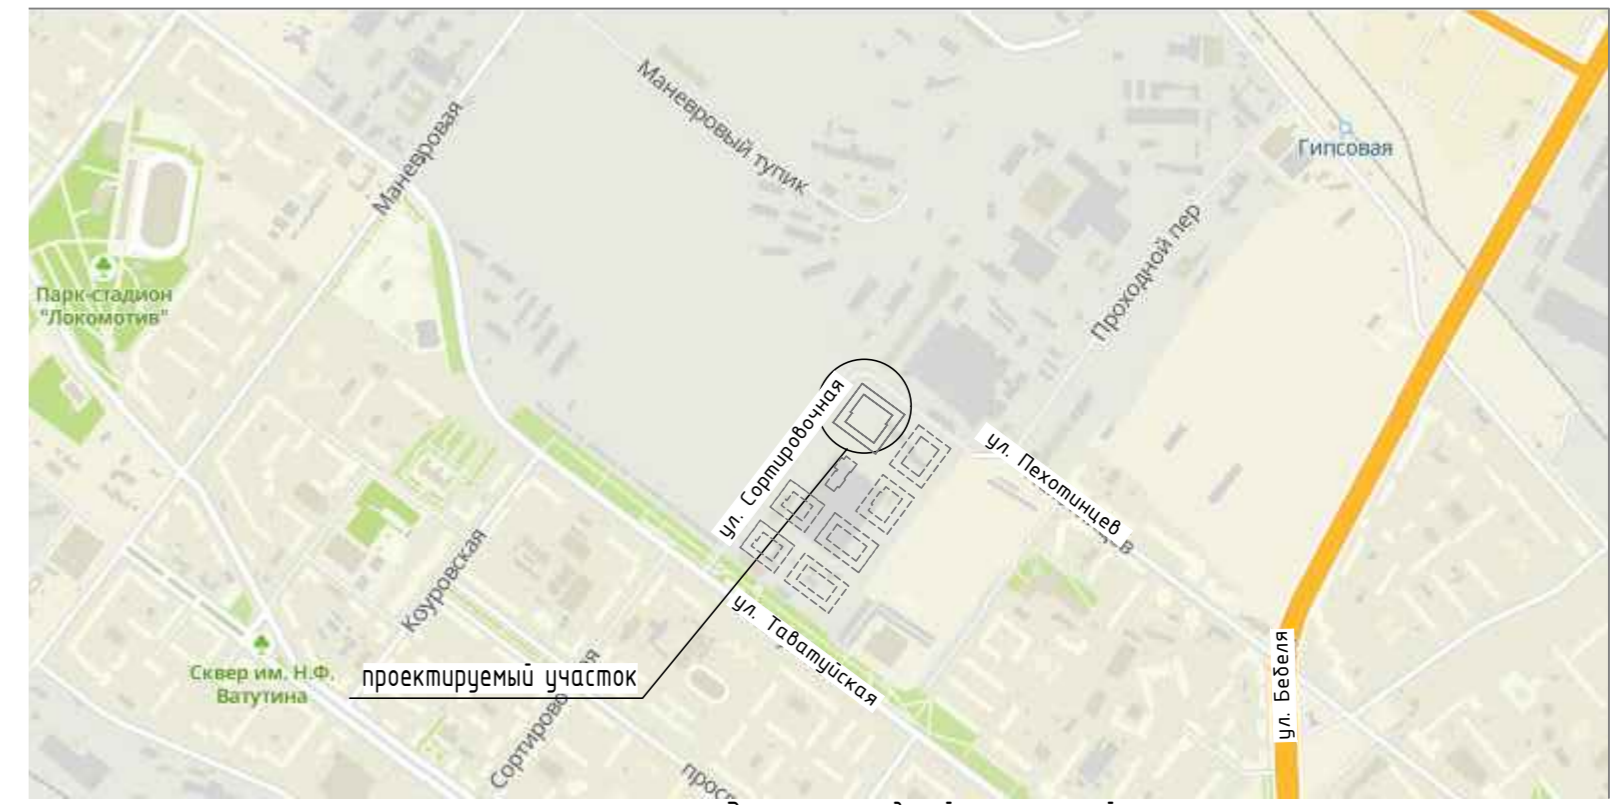 Маневровый тупик
Маневровая
Гипсовая
Проходной пер
Парк-стадион
"Локомотив"
ул. Сортировочная
ул. Пехотинцев
в
Коуровская
ул. Таватуйская
Сквер им. Н.Ф.
Ватутина
проектируемый участок
ул. Бебеля